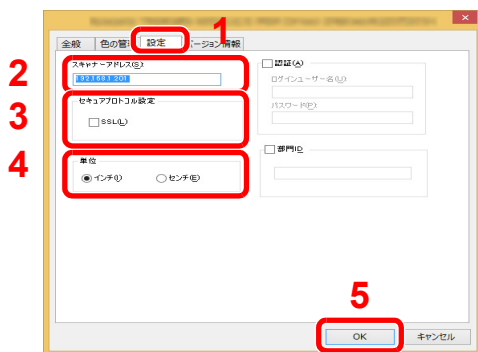 1
全般 色の管理 設定 バージョン情報
2
スキャナーアドレス(S):
192.168.1.201
3
セキュアプロトコル設定
SSL(L)
4
単位
インチ(I) センチ(E)
認証(A)
ログインユーザー名(U):
パスワード(P):
部門ID
5
OK キャンセル